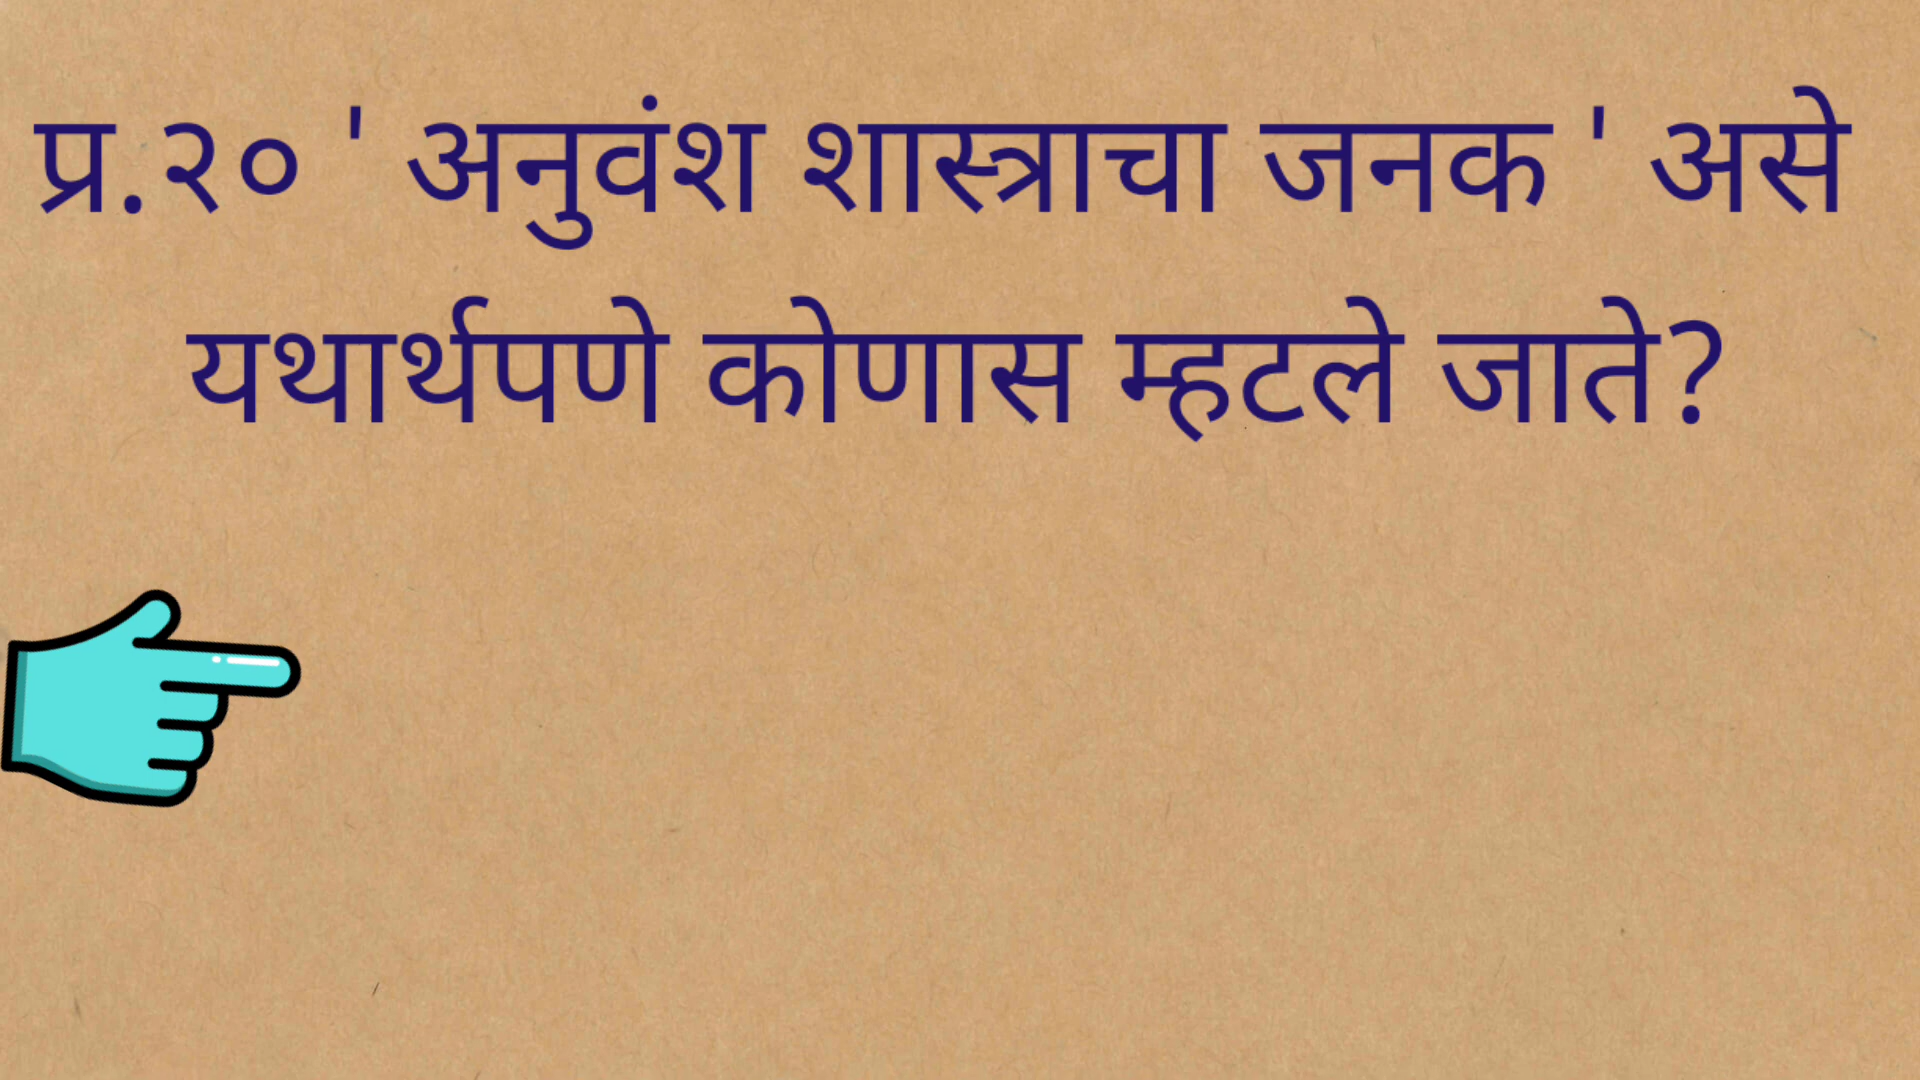 प्र.२० ' अनुवंश शास्त्राचा जनक ' असे
यथार्थपणे कोणास म्हटले जाते?